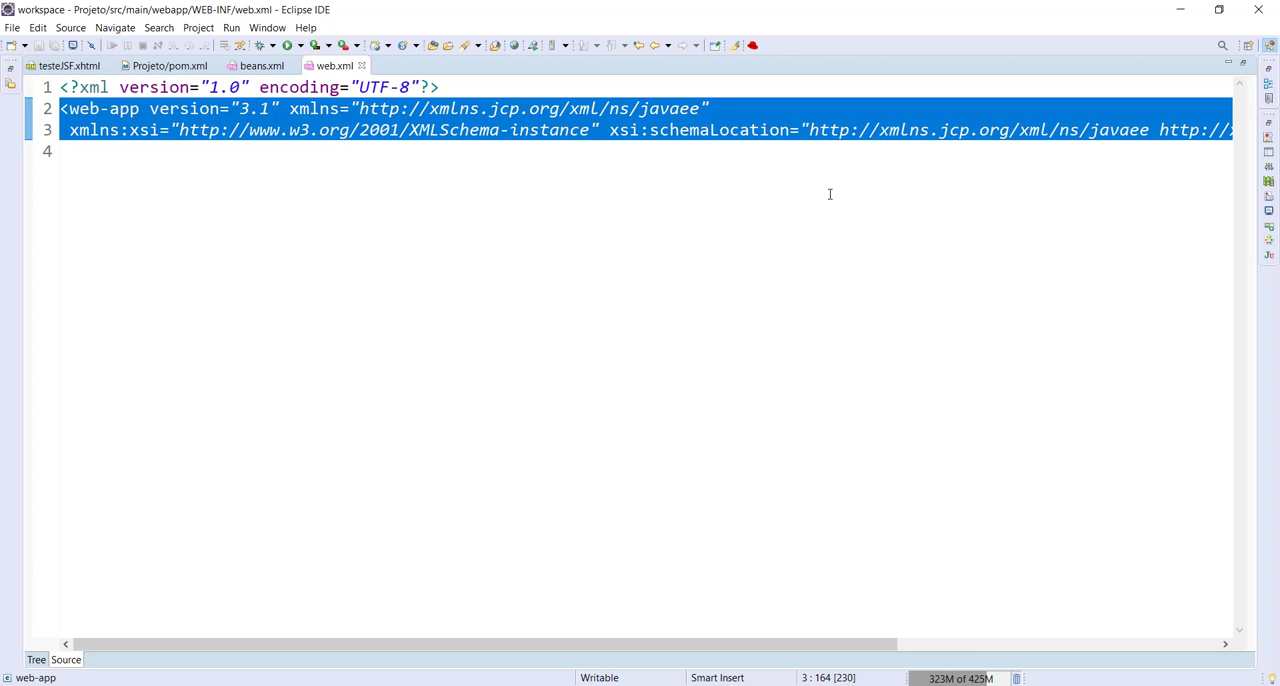 workspace - Projeto/src/main/webapp/WEB-INF/web.xml - Eclipse IDE
File Edit Source Navigate Search Project Run Window Help
testeJSF.xhtml Projeto/pom.xml beans.xml web.xml
1 <?xml version="1.0" encoding="UTF-8"?>
2 <web-app version="3.1" xmlns="http://xmlns.jcp.org/xml/ns/javaee"
3 xmlns:xsi="http://www.w3.org/2001/XMLSchema-instance" xsi:schemaLocation="http://xmlns.jcp.org/xml/ns/javaee http://
4
Tree Source
web-app Writable Smart Insert 3 : 164 [230] 323M of 425M